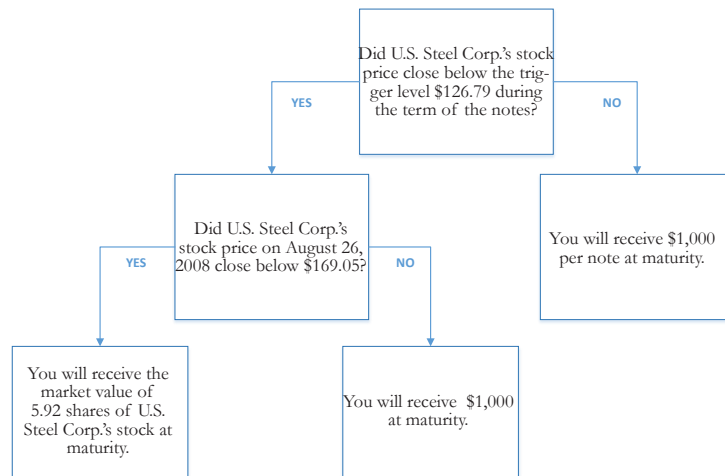 Did U.S. Steel Corp.'s stock
price close below the trig-
ger level $126.79 during
the term of the notes?
YES
NO
Did U.S. Steel Corp.'s
stock price on August 26,
2008 close below $169.05?
You will receive $1,000
per note at maturity.
YES
NO
You will receive the
market value of
5.92 shares of U.S.
Steel Corp.'s stock at
maturity.
You will receive $1,000
at maturity.